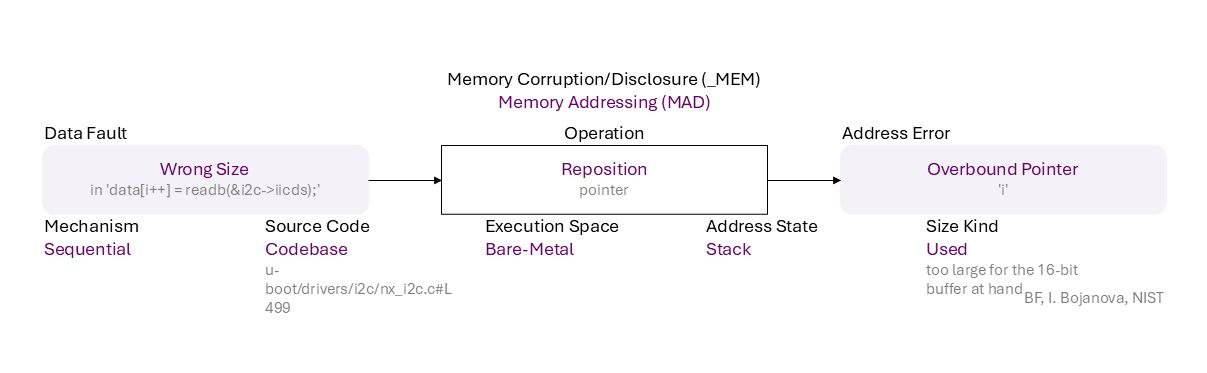 Memory Corruption/Disclosure (_MEM)
Memory Addressing (MAD)
Data Fault
Operation
Address Error
Wrong Size
in 'data[i++] = readb(&i2c->iicds);'
Reposition
pointer
Overbound Pointer
'i'
Mechanism
Sequential
Source Code
Codebase
u-
boot/drivers/i2c/nx_i2c.c#L
499
Execution Space
Bare-Metal
Address State
Stack
Size Kind
Used
too large for the 16-bit
buffer at hand
BF, I. Bojanova, NIST